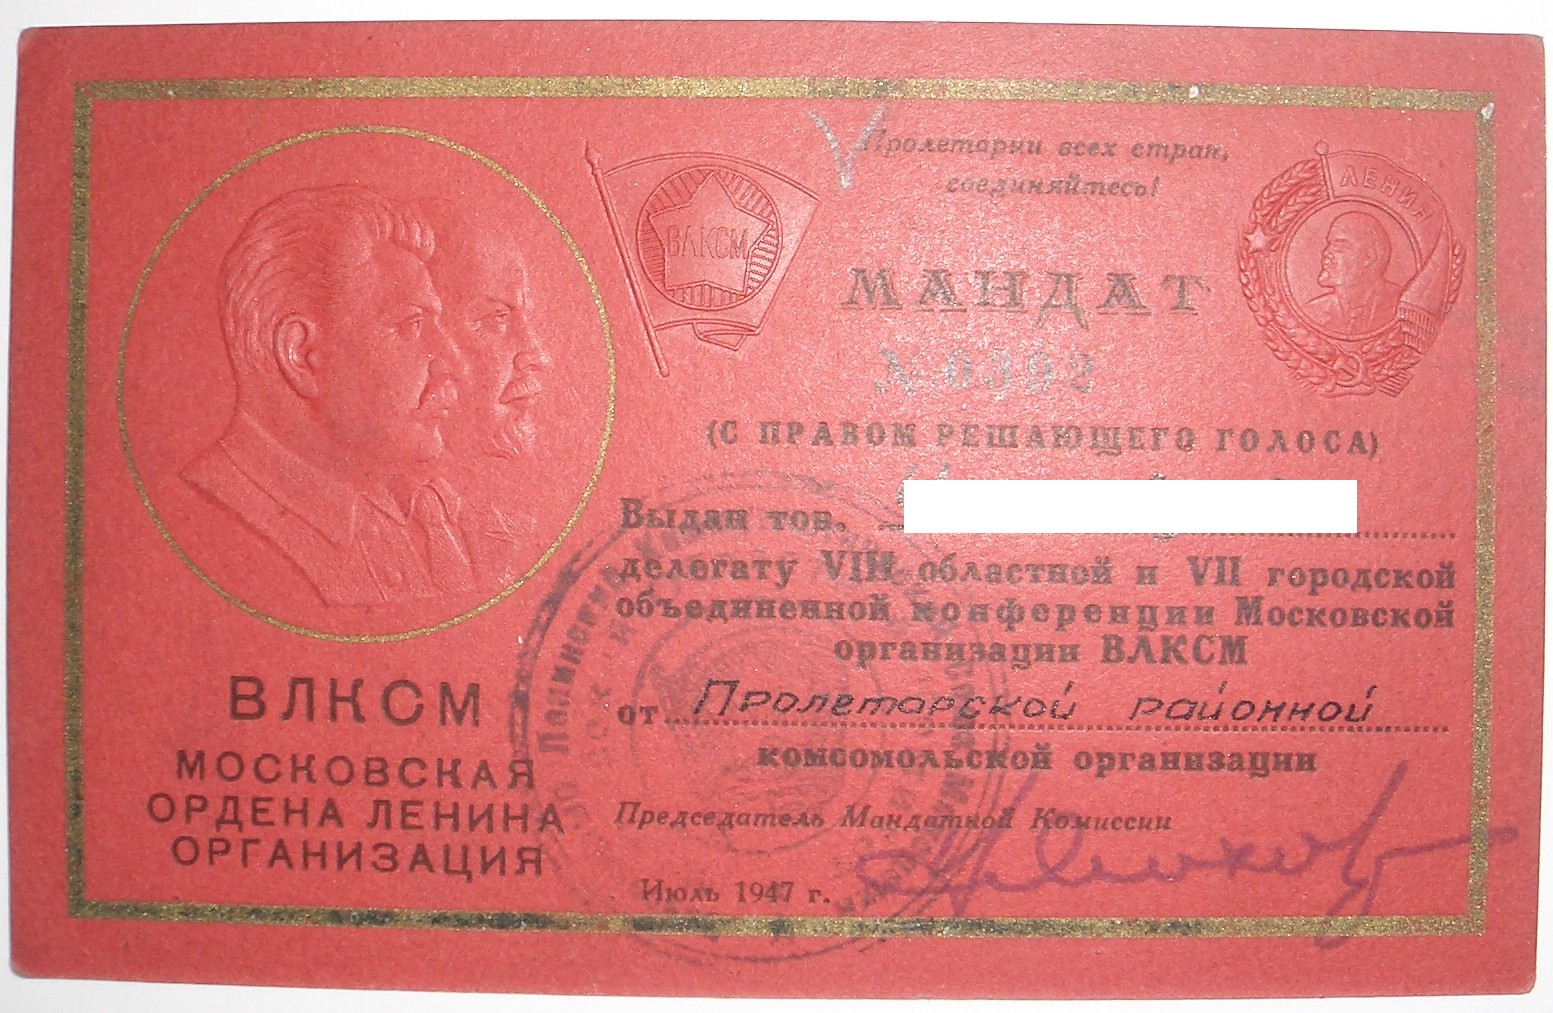 ВЛКСМ
МОСКОВСКАЯ
ОРДЕНА ЛЕНИНА
ОРГАНИЗАЦИЯ
ВЛКСМ
Пролетарии всех стран,
соединяйтесь!
ЛЕНИН
МАНДАТ
№ 0392
(С ПРАВОМ РЕШАЮЩЕГО ГОЛОСА)
Выдан тов.
делегату VIII областной и VII городской
объединенной конференции Московской
организации ВЛКСМ
от Пролетарской районной
комсомольской организации
Председатель Мандатной Комиссии
Июль 1947 г.